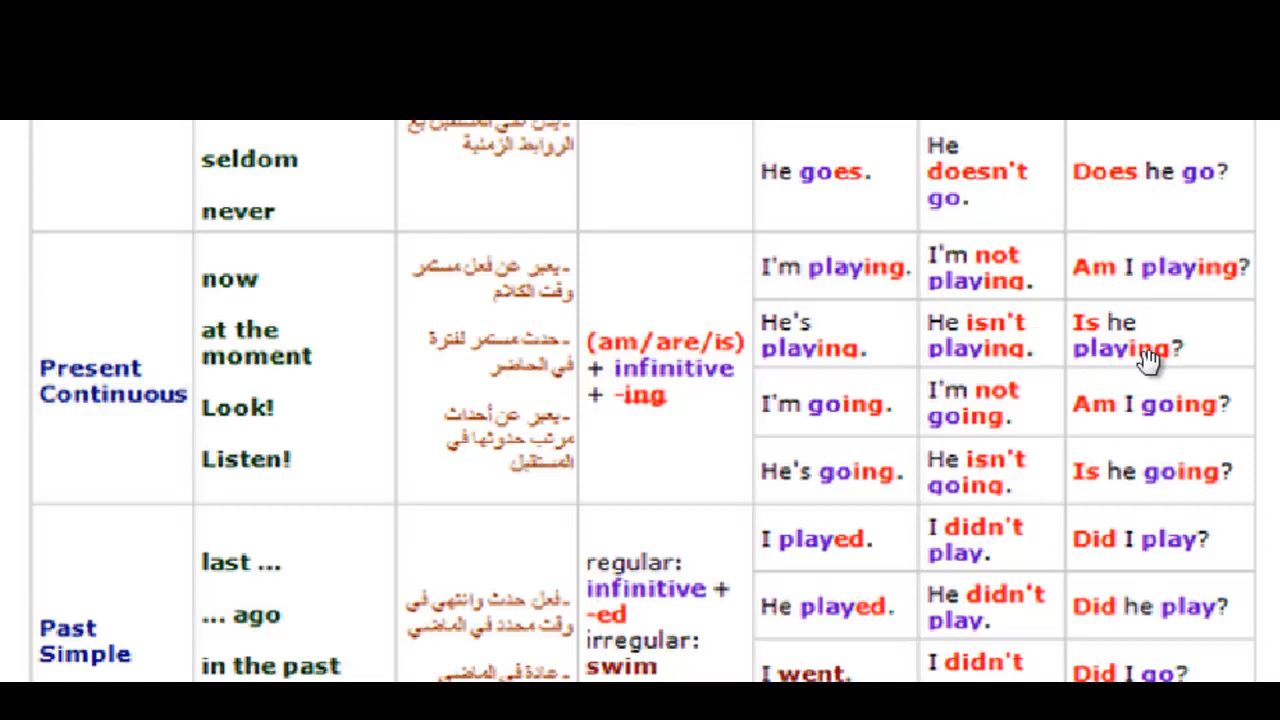 seldom
never
الروابط الزمنية
He goes.
He
doesn't
go.
Does he go?
Present
Continuous
now
at the
moment
Look!
Listen!
- يعبر عن فعل مستمر
وقت الكلام
- حدث مستمر لفترة
في الحاضر
- يعبر عن أحداث
مرتب حدوثها في
المستقبل
(am/are/is)
+ infinitive
+ -ing
I'm playing.
I'm not
playing.
Am I playing?
He's
playing.
He isn't
playing.
Is he
playing?
I'm going.
I'm not
going.
Am I going?
He's going.
He isn't
going.
Is he going?
Past
Simple
last ...
... ago
in the past
- فعل حدث وانتهى في
وقت محدد في الماضي
- عادة في الماضي
regular:
infinitive +
-ed
irregular:
swim
I played.
I didn't
play.
Did I play?
He played.
He didn't
play.
Did he play?
I went.
I didn't
Did I go?